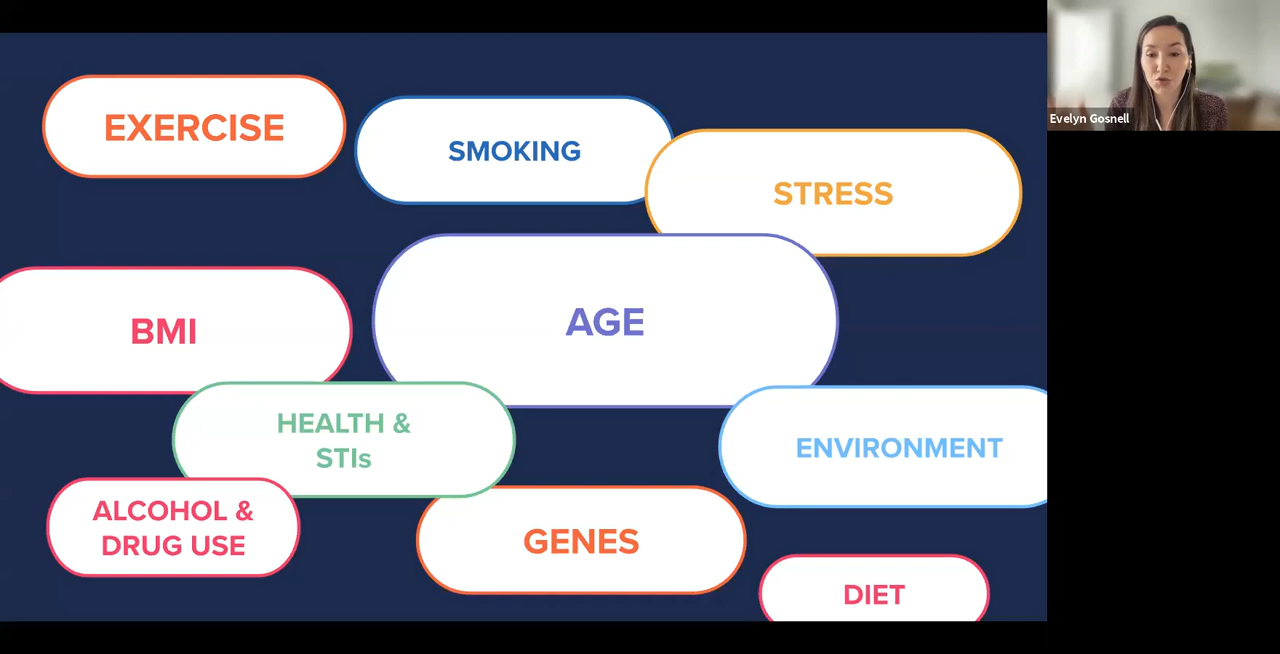 EXERCISE
SMOKING
STRESS
Evelyn Gosnell
BMI
AGE
HEALTH &
STIs
ENVIRONMENT
ALCOHOL &
DRUG USE
GENES
DIET